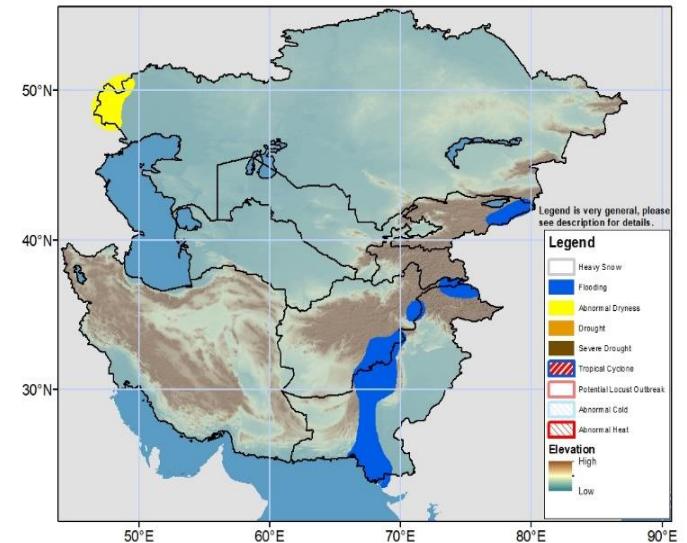 50°N
40°N
30°N
Legend is very general, please
see description for details.
Legend
Heavy Snow
Flooding
Abnormal Dryness
Drought
Severe Drought
Tropical Cyclone
Potential Locust Outbreak
Abnormal Cold
Abnormal Heat
Elevation
High
Low
50°E
60°E
70°E
80°E
90°E